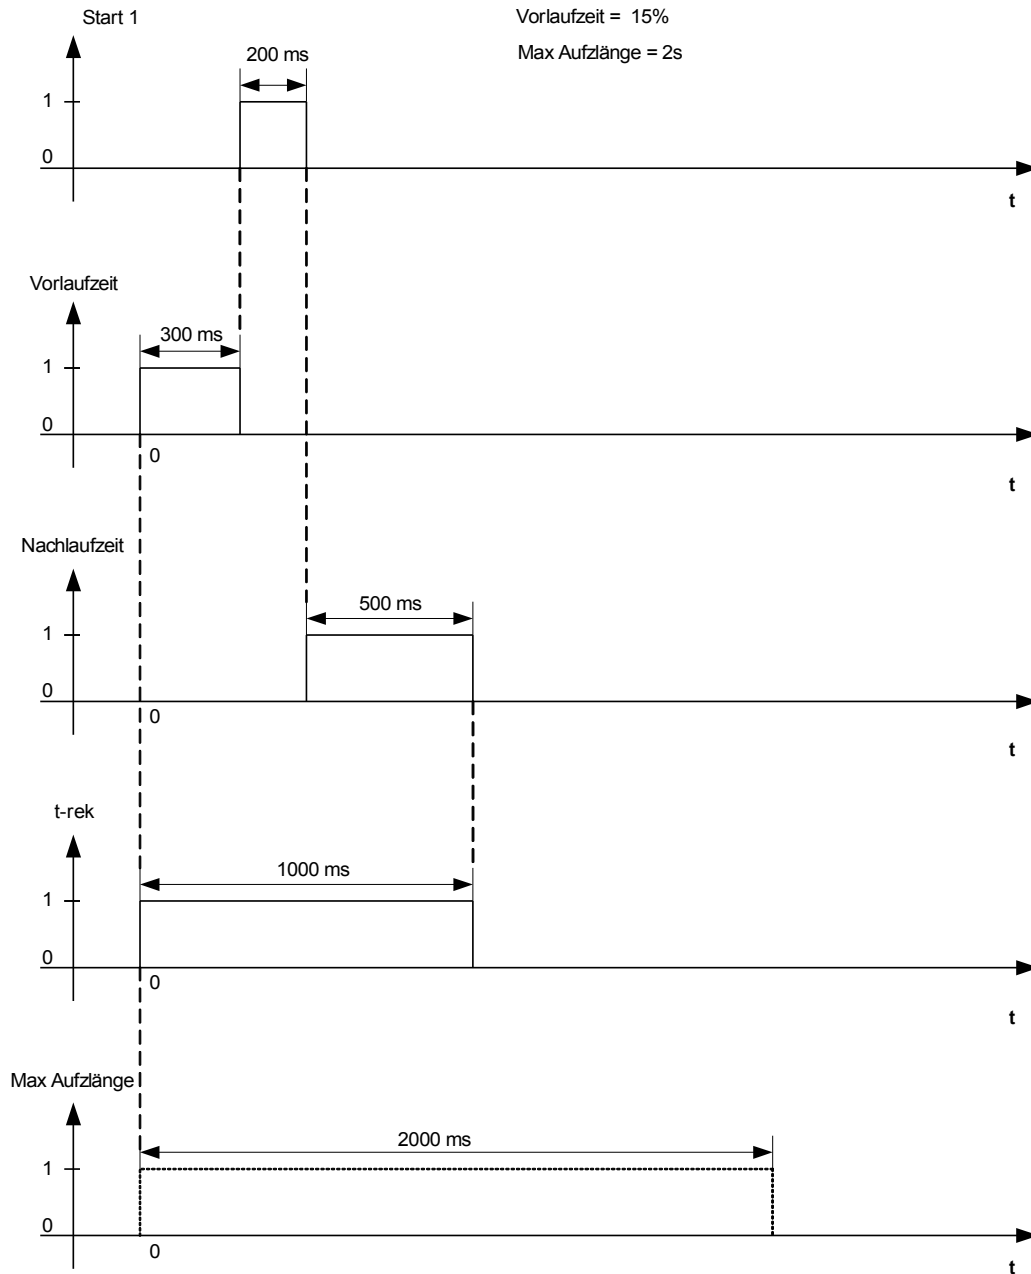 Start 1
Vorlaufzeit = 15%
Max Aufzlänge = 2s
200 ms
1
0
t
Vorlaufzeit
300 ms
1
0
0
t
Nachlaufzeit
500 ms
1
0
0
t
t-rek
1000 ms
1
0
0
t
Max Aufzlänge
2000 ms
1
0
0
t